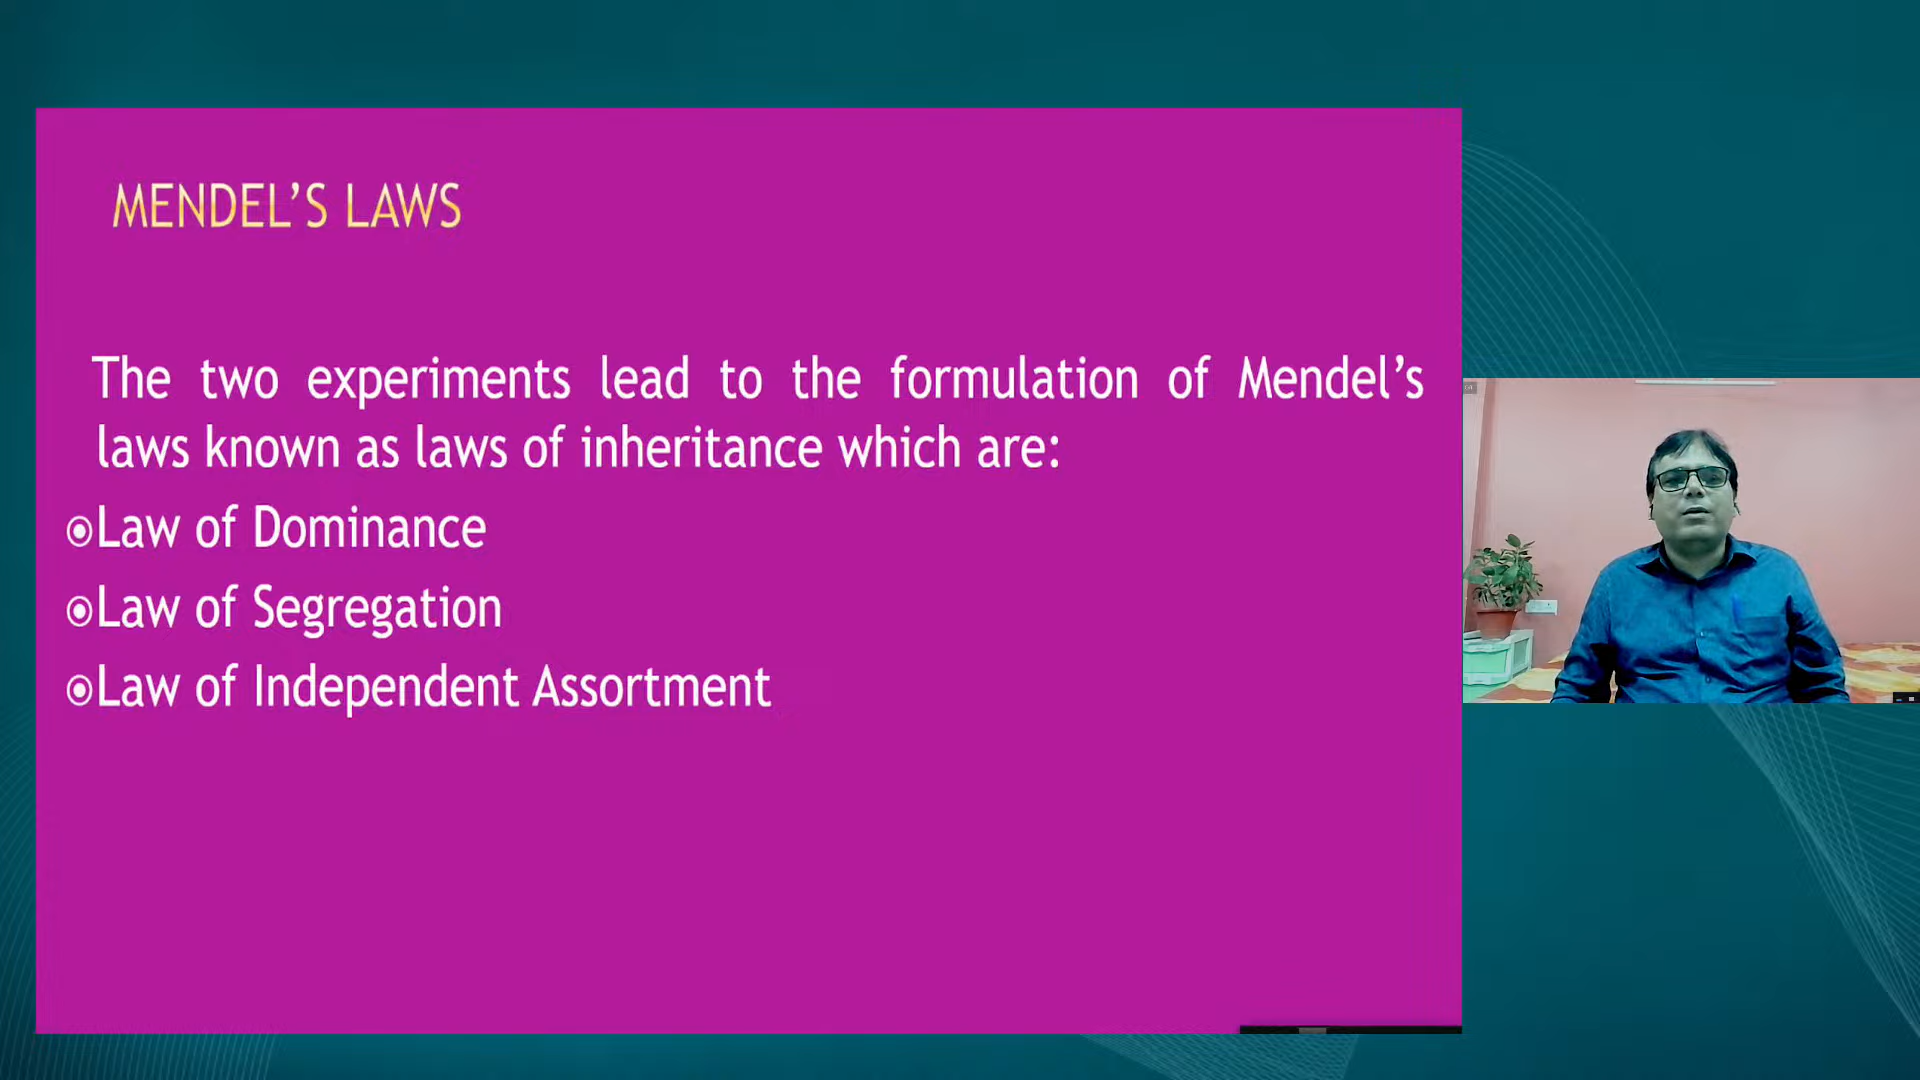 MENDEL’S LAWS
The two experiments lead to the formulation of Mendel’s
laws known as laws of inheritance which are:
Law of Dominance
Law of Segregation
Law of Independent Assortment